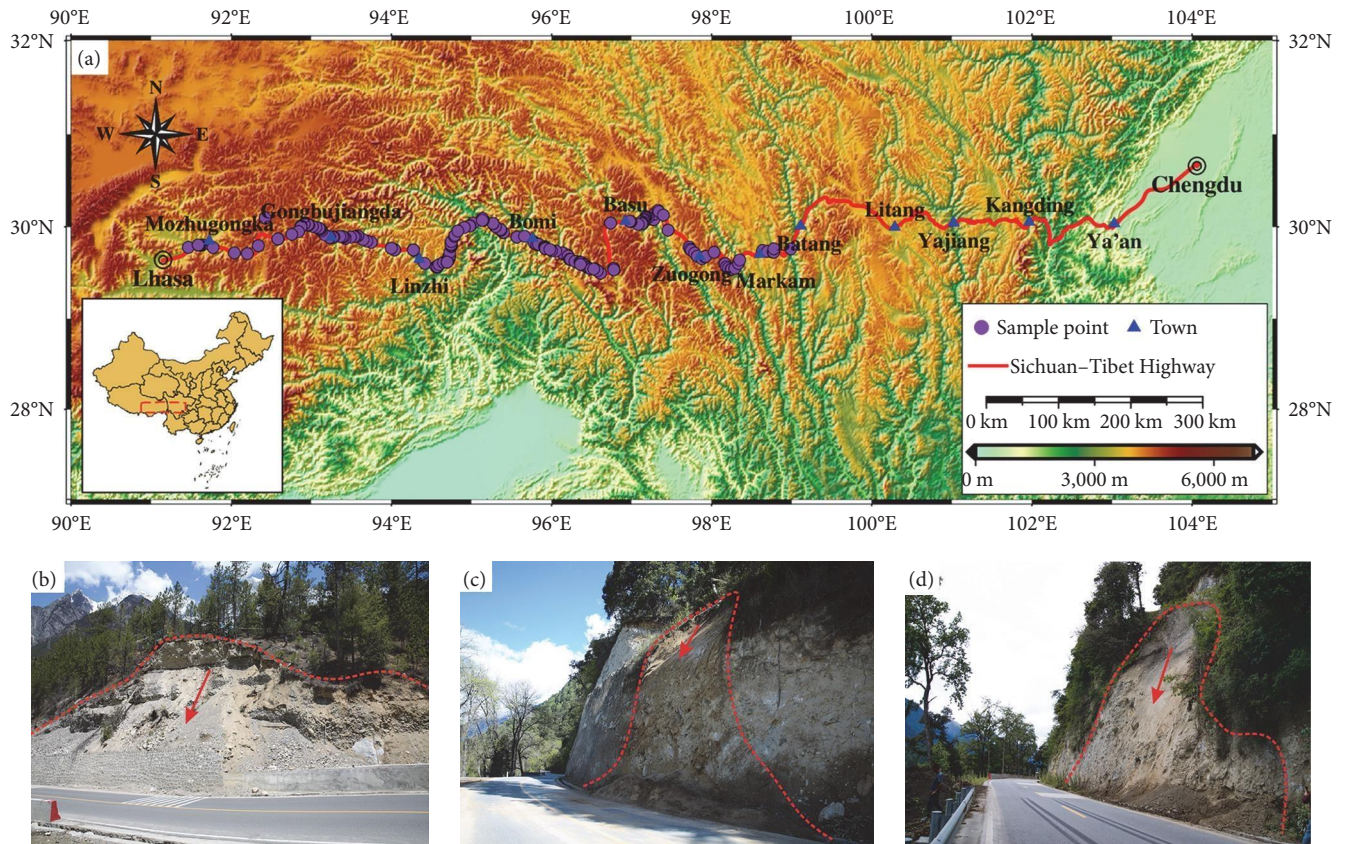 90°E 92°E 94°E 96°E 98°E 100°E 102°E 104°E
32°N 32°N
(a)
N
W E
S
Chengdu
Basu
Litang Kangding
Mozhugongka Gongbujiangda Bomi
30°N 30°N
Batang Yajiang Ya'an
Lhasa Linzhi Zuogong Markam
Sample point Town
Sichuan–Tibet Highway
0 km 100 km 200 km 300 km
28°N 28°N
0 m 3,000 m 6,000 m
90°E 92°E 94°E 96°E 98°E 100°E 102°E 104°E
(b) (c) (d)